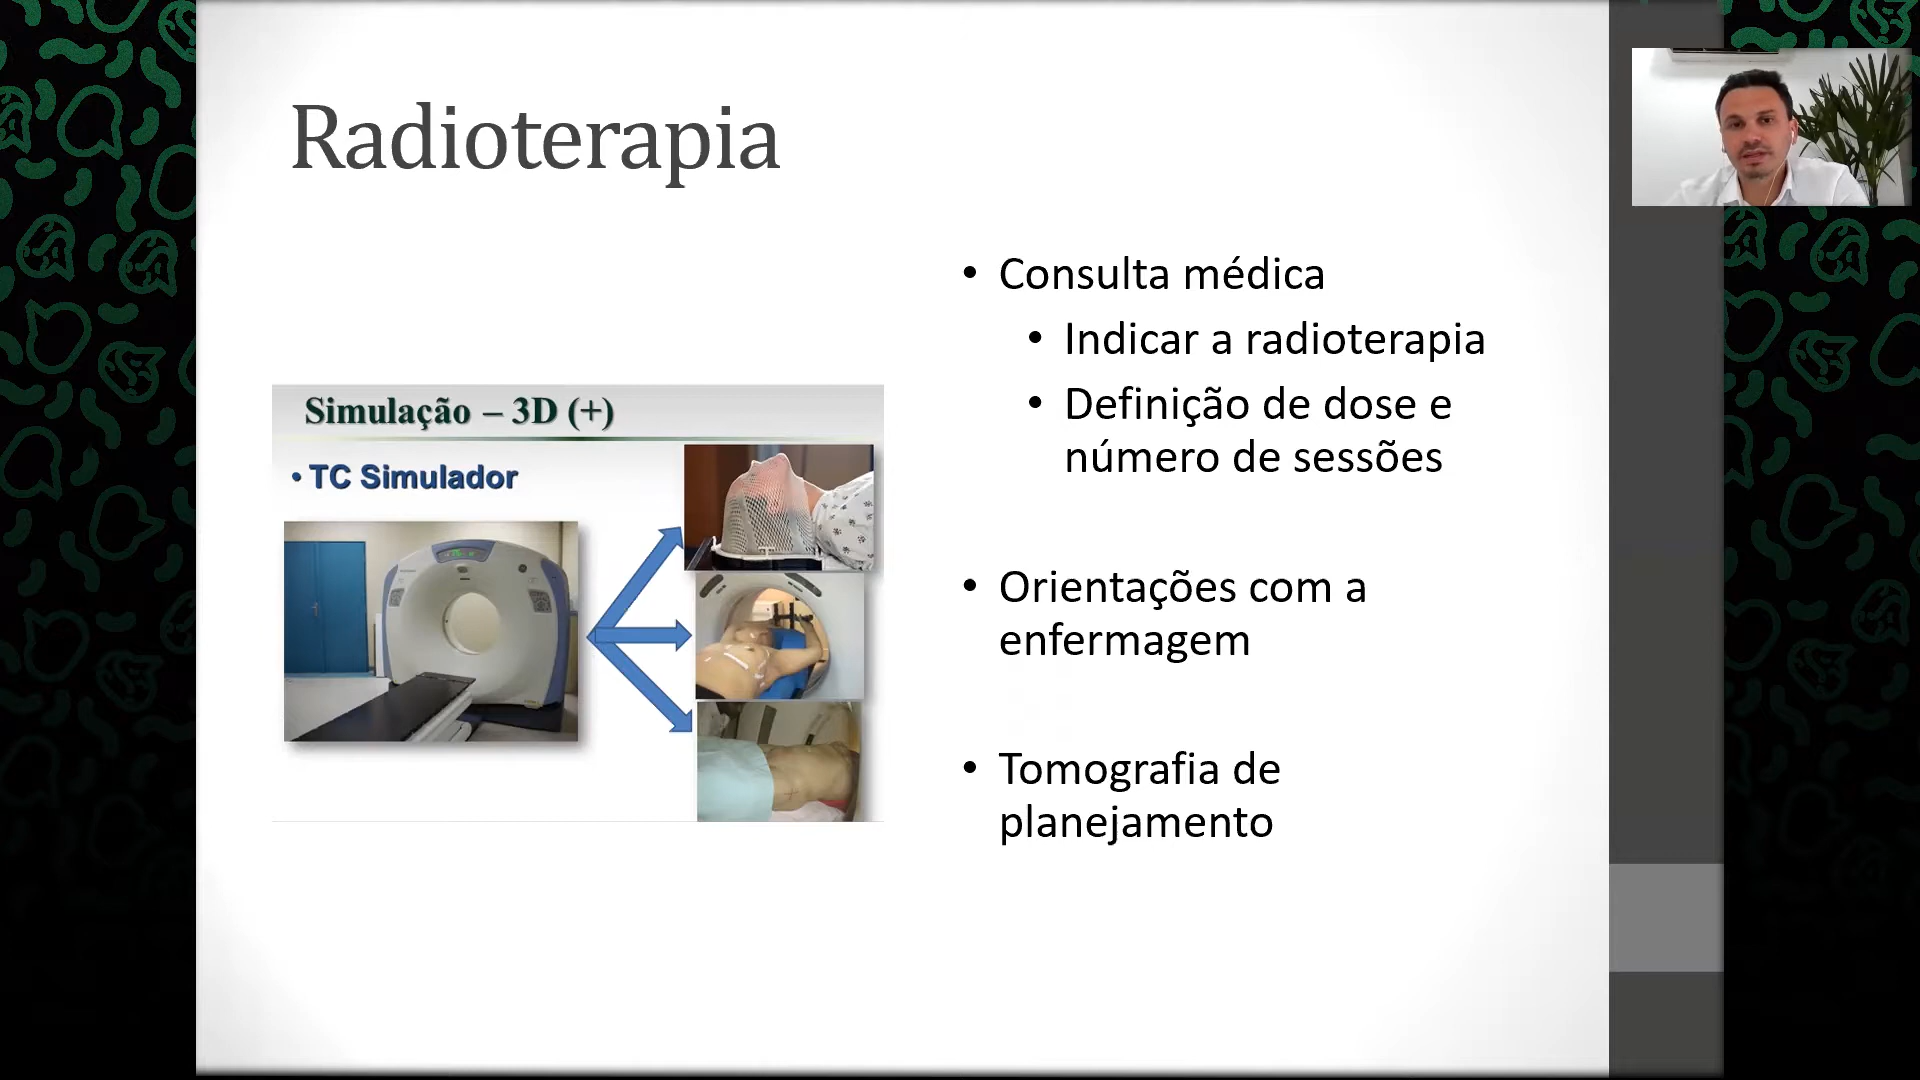 Radioterapia
Simulação – 3D (+)
• TC Simulador
• Consulta médica
• Indicar a radioterapia
• Definição de dose e
número de sessões
• Orientações com a
enfermagem
• Tomografia de
planejamento